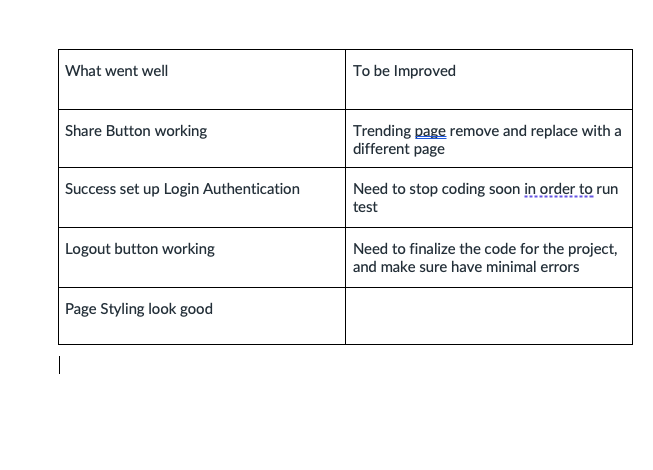 What went well
To be Improved
Share Button working
Trending page remove and replace with a
different page
Success set up Login Authentication
Need to stop coding soon in order to run
test
Logout button working
Need to finalize the code for the project,
and make sure have minimal errors
Page Styling look good